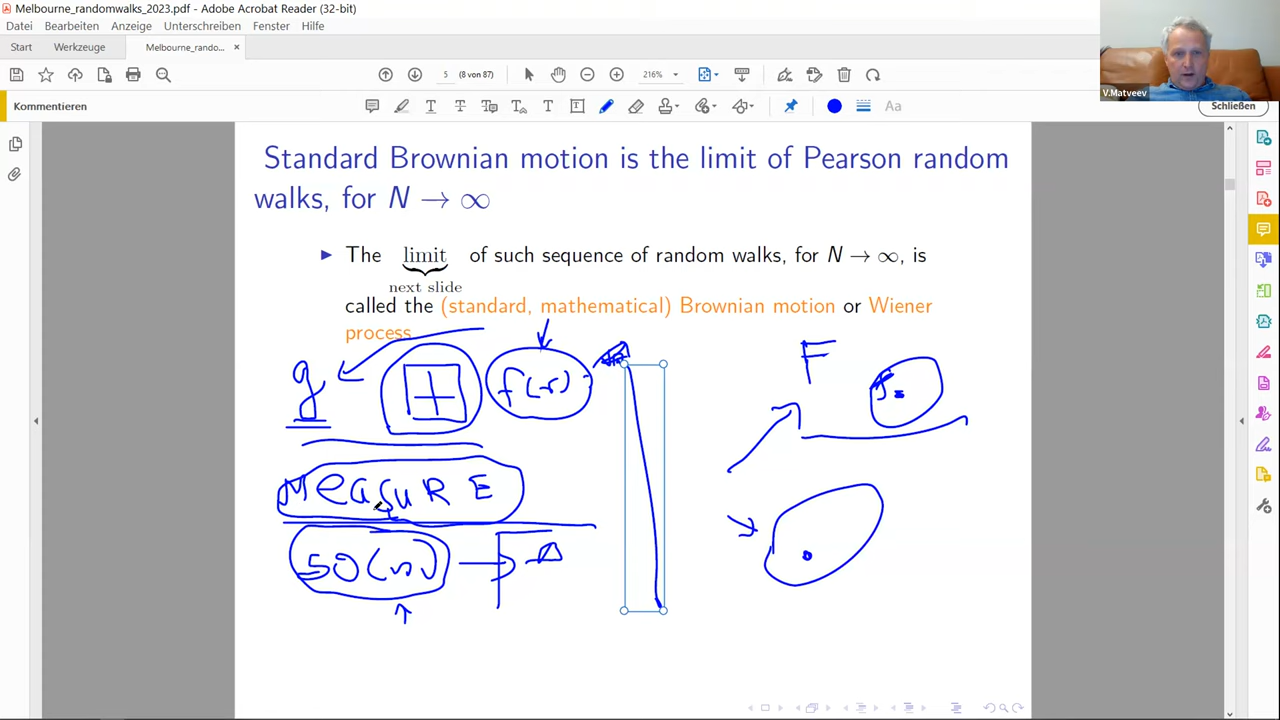 Melbourne_randomwalks_2023.pdf - Adobe Acrobat Reader (32-bit)
Datei Bearbeiten Anzeige Unterschreiben Fenster Hilfe
Start Werkzeuge Melbourne_rando... ×
5 (8 von 87) 216%
V.Matveev
Kommentieren
Aa
Schließen
Standard Brownian motion is the limit of Pearson random
walks, for N → ∞
► The limit of such sequence of random walks, for N → ∞, is
next slide
called the (standard, mathematical) Brownian motion or Wiener
process
g
f(r)
F
MeasuRE
SO(n) → Δ